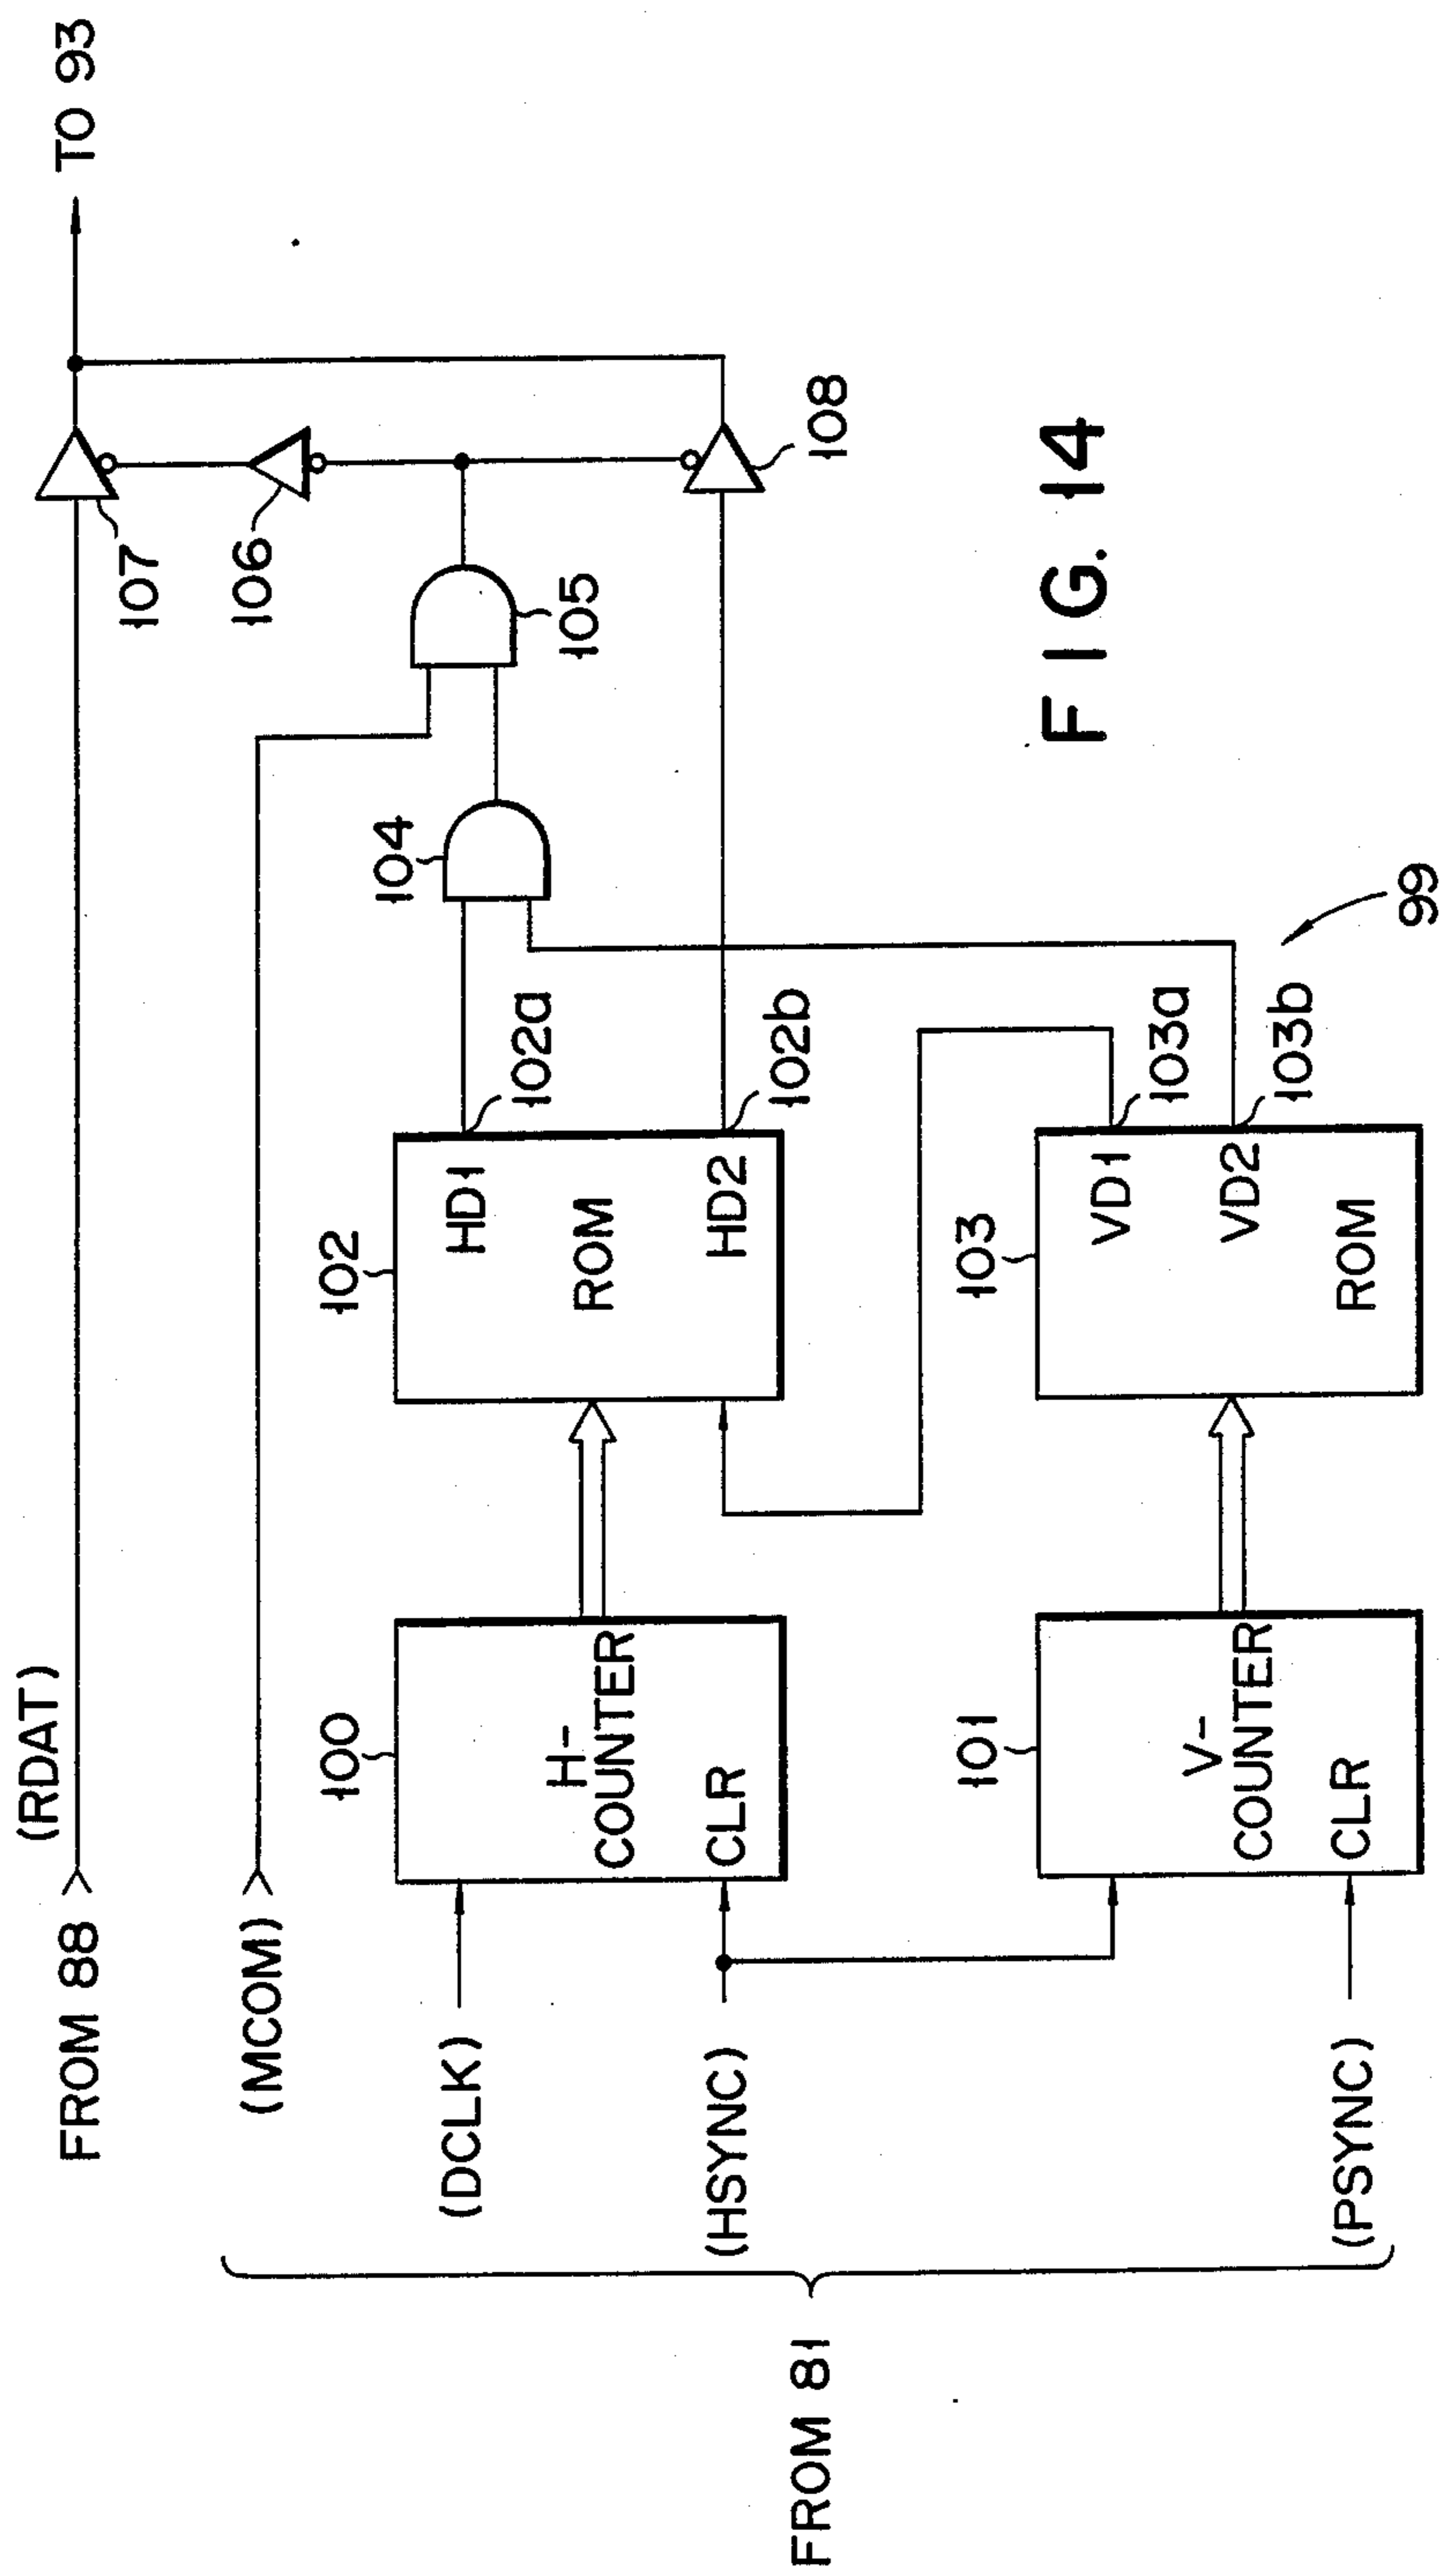 FROM 88
(RDAT)
TO 93
(MCOM)
107
106
105
104
108
(DCLK)
100
H-
COUNTER
CLR
102
HD1
102a
ROM
HD2
102b
(HSYNC)
FROM 81
101
V-
COUNTER
CLR
103
VD1
103a
VD2
103b
ROM
(PSYNC)
99
FIG. 14